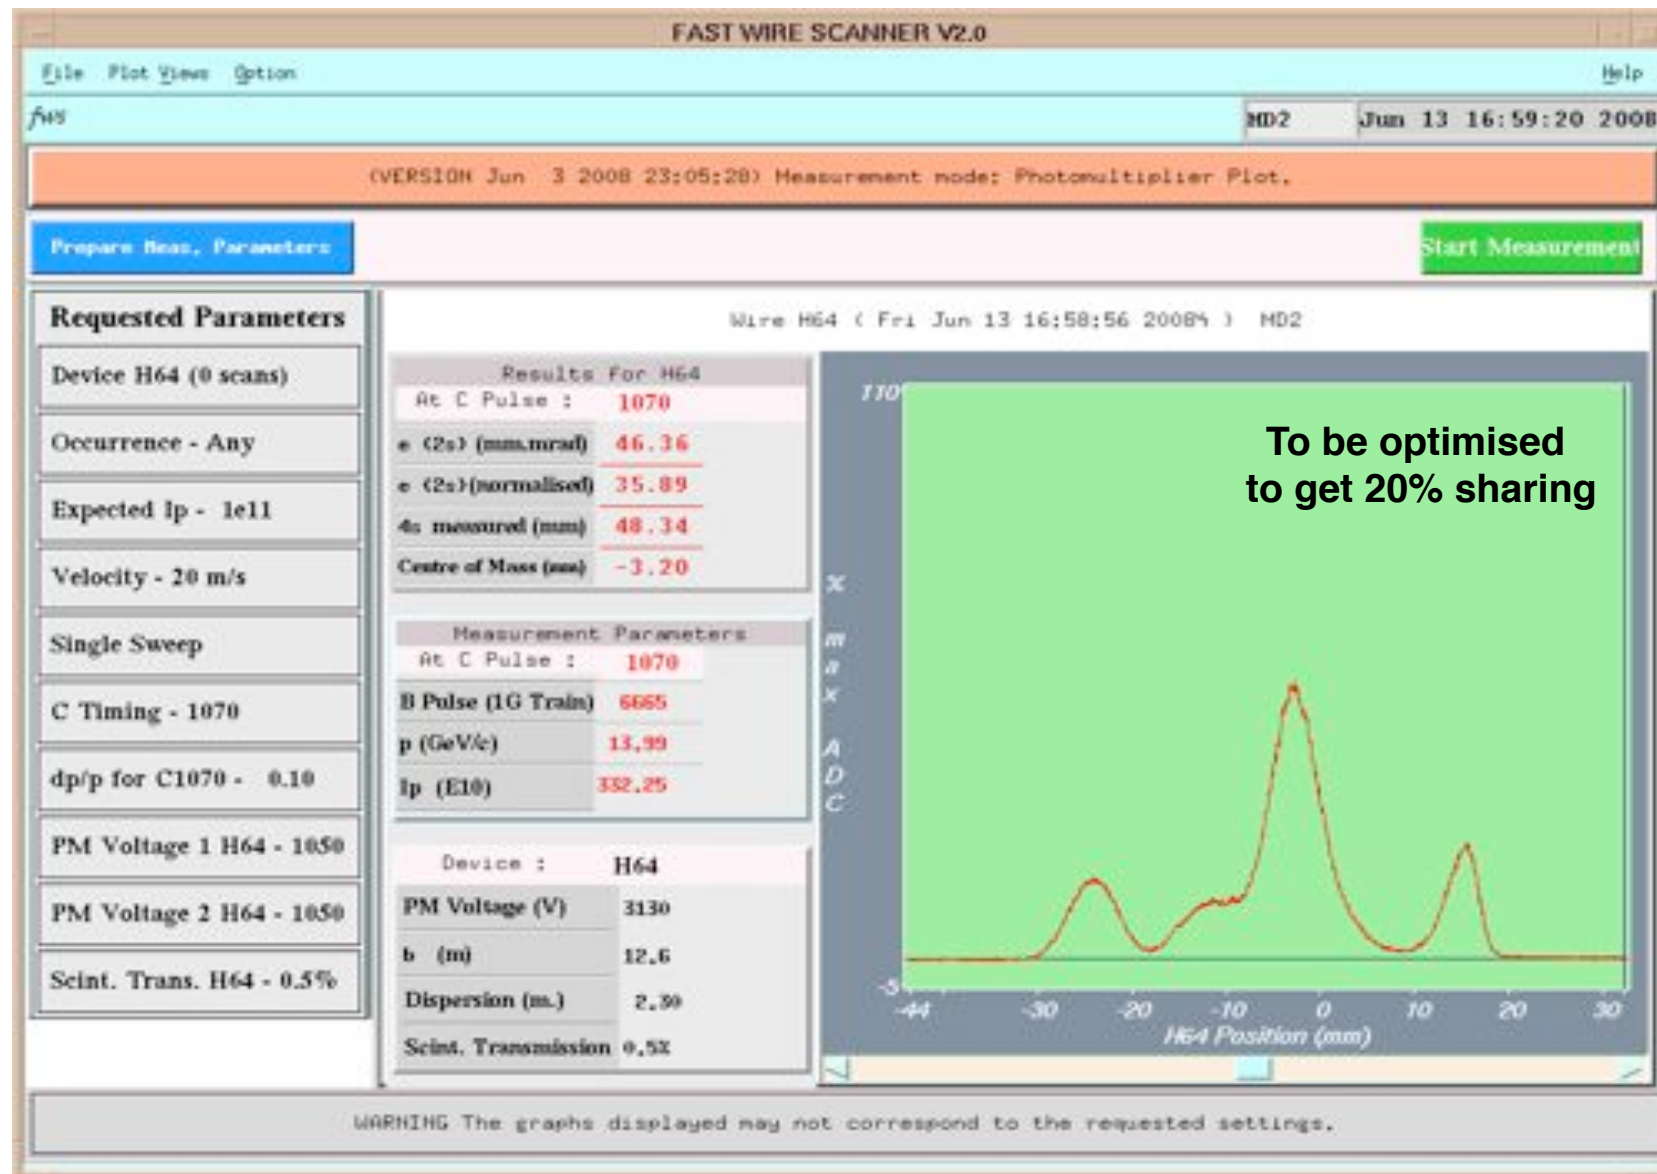 FAST WIRE SCANNER V2.0
File Plot Views Option Help
fws
MD2 Jun 13 16:59:20 2008
(VERSION Jun 3 2008 23:05:28) Measurement mode: Photomultiplier Plot.
Prepare Meas. Parameters
Start Measurement
Requested Parameters
Device H64 (0 scans)
Occurrence - Any
Expected Ip - 1e11
Velocity - 20 m/s
Single Sweep
C Timing - 1070
dp/p for C1070 - 0.10
PM Voltage 1 H64 - 1050
PM Voltage 2 H64 - 1050
Scint. Trans. H64 - 0.5%
Wire H64 ( Fri Jun 13 16:58:56 2008% ) MD2
Results For H64
At C Pulse : 1070
e (2s) (mm.mrad) 46.36
e (2s)(normalised) 35.89
4s measured (mm) 48.34
Centre of Mass (mm) -3.20
Measurement Parameters
At C Pulse : 1070
B Pulse (1G Train) 6665
p (GeV/c) 13.99
Ip (E10) 332.25
Device : H64
PM Voltage (V) 3130
b (m) 12.6
Dispersion (m.) 2.30
Scint. Transmission 0.5%
110
To be optimised
to get 20% sharing
% max ADC
-5
-44 -30 -20 -10 0 10 20 30
H64 Position (mm)
WARNING The graphs displayed may not correspond to the requested settings.